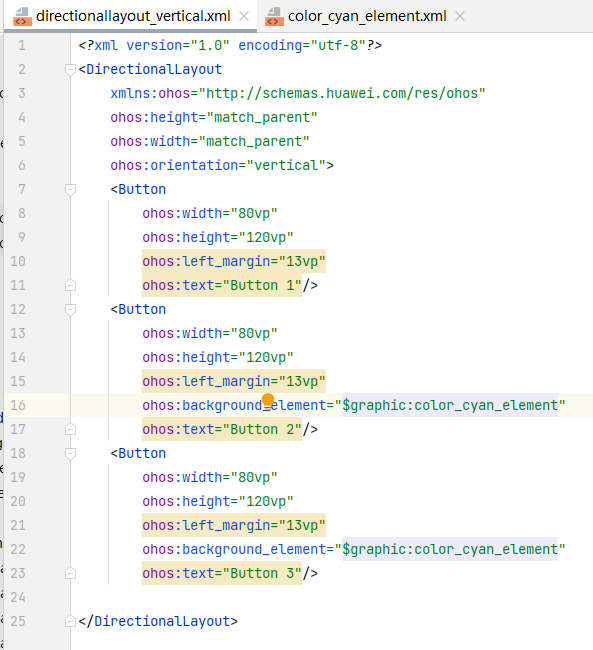 directionallayout_vertical.xml color_cyan_element.xml
1 <?xml version="1.0" encoding="utf-8"?>
2 <DirectionalLayout
3 xmlns:ohos="http://schemas.huawei.com/res/ohos"
4 ohos:height="match_parent"
5 ohos:width="match_parent"
6 ohos:orientation="vertical">
7 <Button
8 ohos:width="80vp"
9 ohos:height="120vp"
10 ohos:left_margin="13vp"
11 ohos:text="Button 1"/>
12 <Button
13 ohos:width="80vp"
14 ohos:height="120vp"
15 ohos:left_margin="13vp"
16 ohos:background_element="$graphic:color_cyan_element"
17 ohos:text="Button 2"/>
18 <Button
19 ohos:width="80vp"
20 ohos:height="120vp"
21 ohos:left_margin="13vp"
22 ohos:background_element="$graphic:color_cyan_element"
23 ohos:text="Button 3"/>
24
25 </DirectionalLayout>